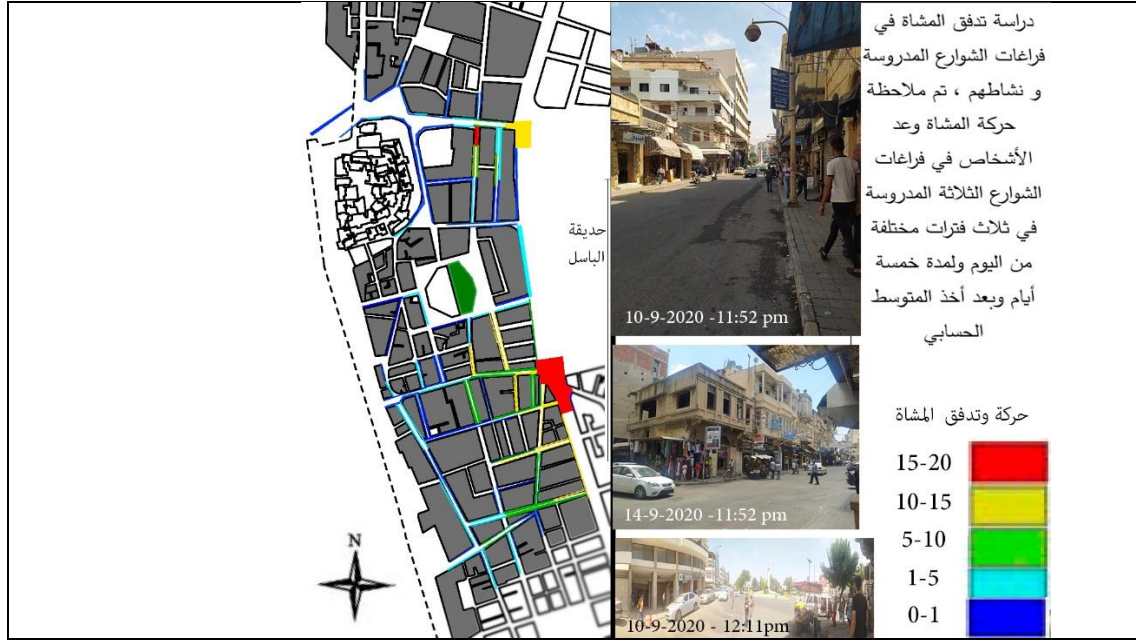 دراسة تدفق المشاة في
فراغات الشوارع المدروسة
و نشاطهم ، تم ملاحظة
حركة المشاة وعد
الأشخاص في فراغات
الشوارع الثلاثة المدروسة
في ثلاث فترات مختلفة
من اليوم ولمدة خمسة
أيام وبعد أخذ المتوسط
الحسابي
حديقة
الباسل
10-9-2020 -11:52 pm
14-9-2020 -11:52 pm
10-9-2020 - 12:11pm
حركة وتدفق المشاة
15-20
10-15
5-10
1-5
0-1
N